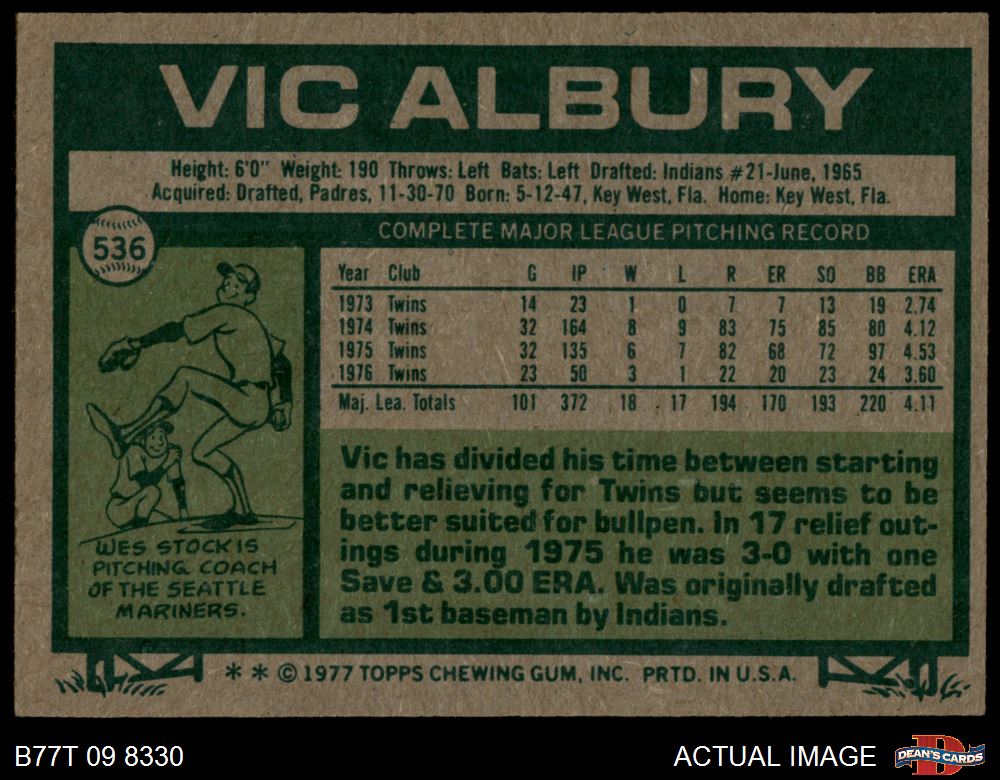 VIC ALBURY
Height: 6'0" Weight: 190 Throws: Left Bats: Left Drafted: Indians #21-June, 1965
Acquired: Drafted, Padres, 11-30-70 Born: 5-12-47, Key West, Fla. Home: Key West, Fla.
536
COMPLETE MAJOR LEAGUE PITCHING RECORD
Year Club G IP W L R ER SO BB ERA
1973 Twins 14 23 1 0 7 7 13 19 2.74
1974 Twins 32 164 8 9 83 75 85 80 4.12
1975 Twins 32 135 6 7 82 68 72 97 4.53
1976 Twins 23 50 3 1 22 20 23 24 3.60
Maj. Lea. Totals 101 372 18 17 194 170 193 220 4.11
WES STOCK IS
PITCHING COACH
OF THE SEATTLE
MARINERS.
Vic has divided his time between starting
and relieving for Twins but seems to be
better suited for bullpen. In 17 relief out-
ings during 1975 he was 3-0 with one
Save & 3.00 ERA. Was originally drafted
as 1st baseman by Indians.
* * © 1977 TOPPS CHEWING GUM, INC. PRTD. IN U.S.A.
B77T 09 8330
ACTUAL IMAGE
D
DEAN'S CARDS